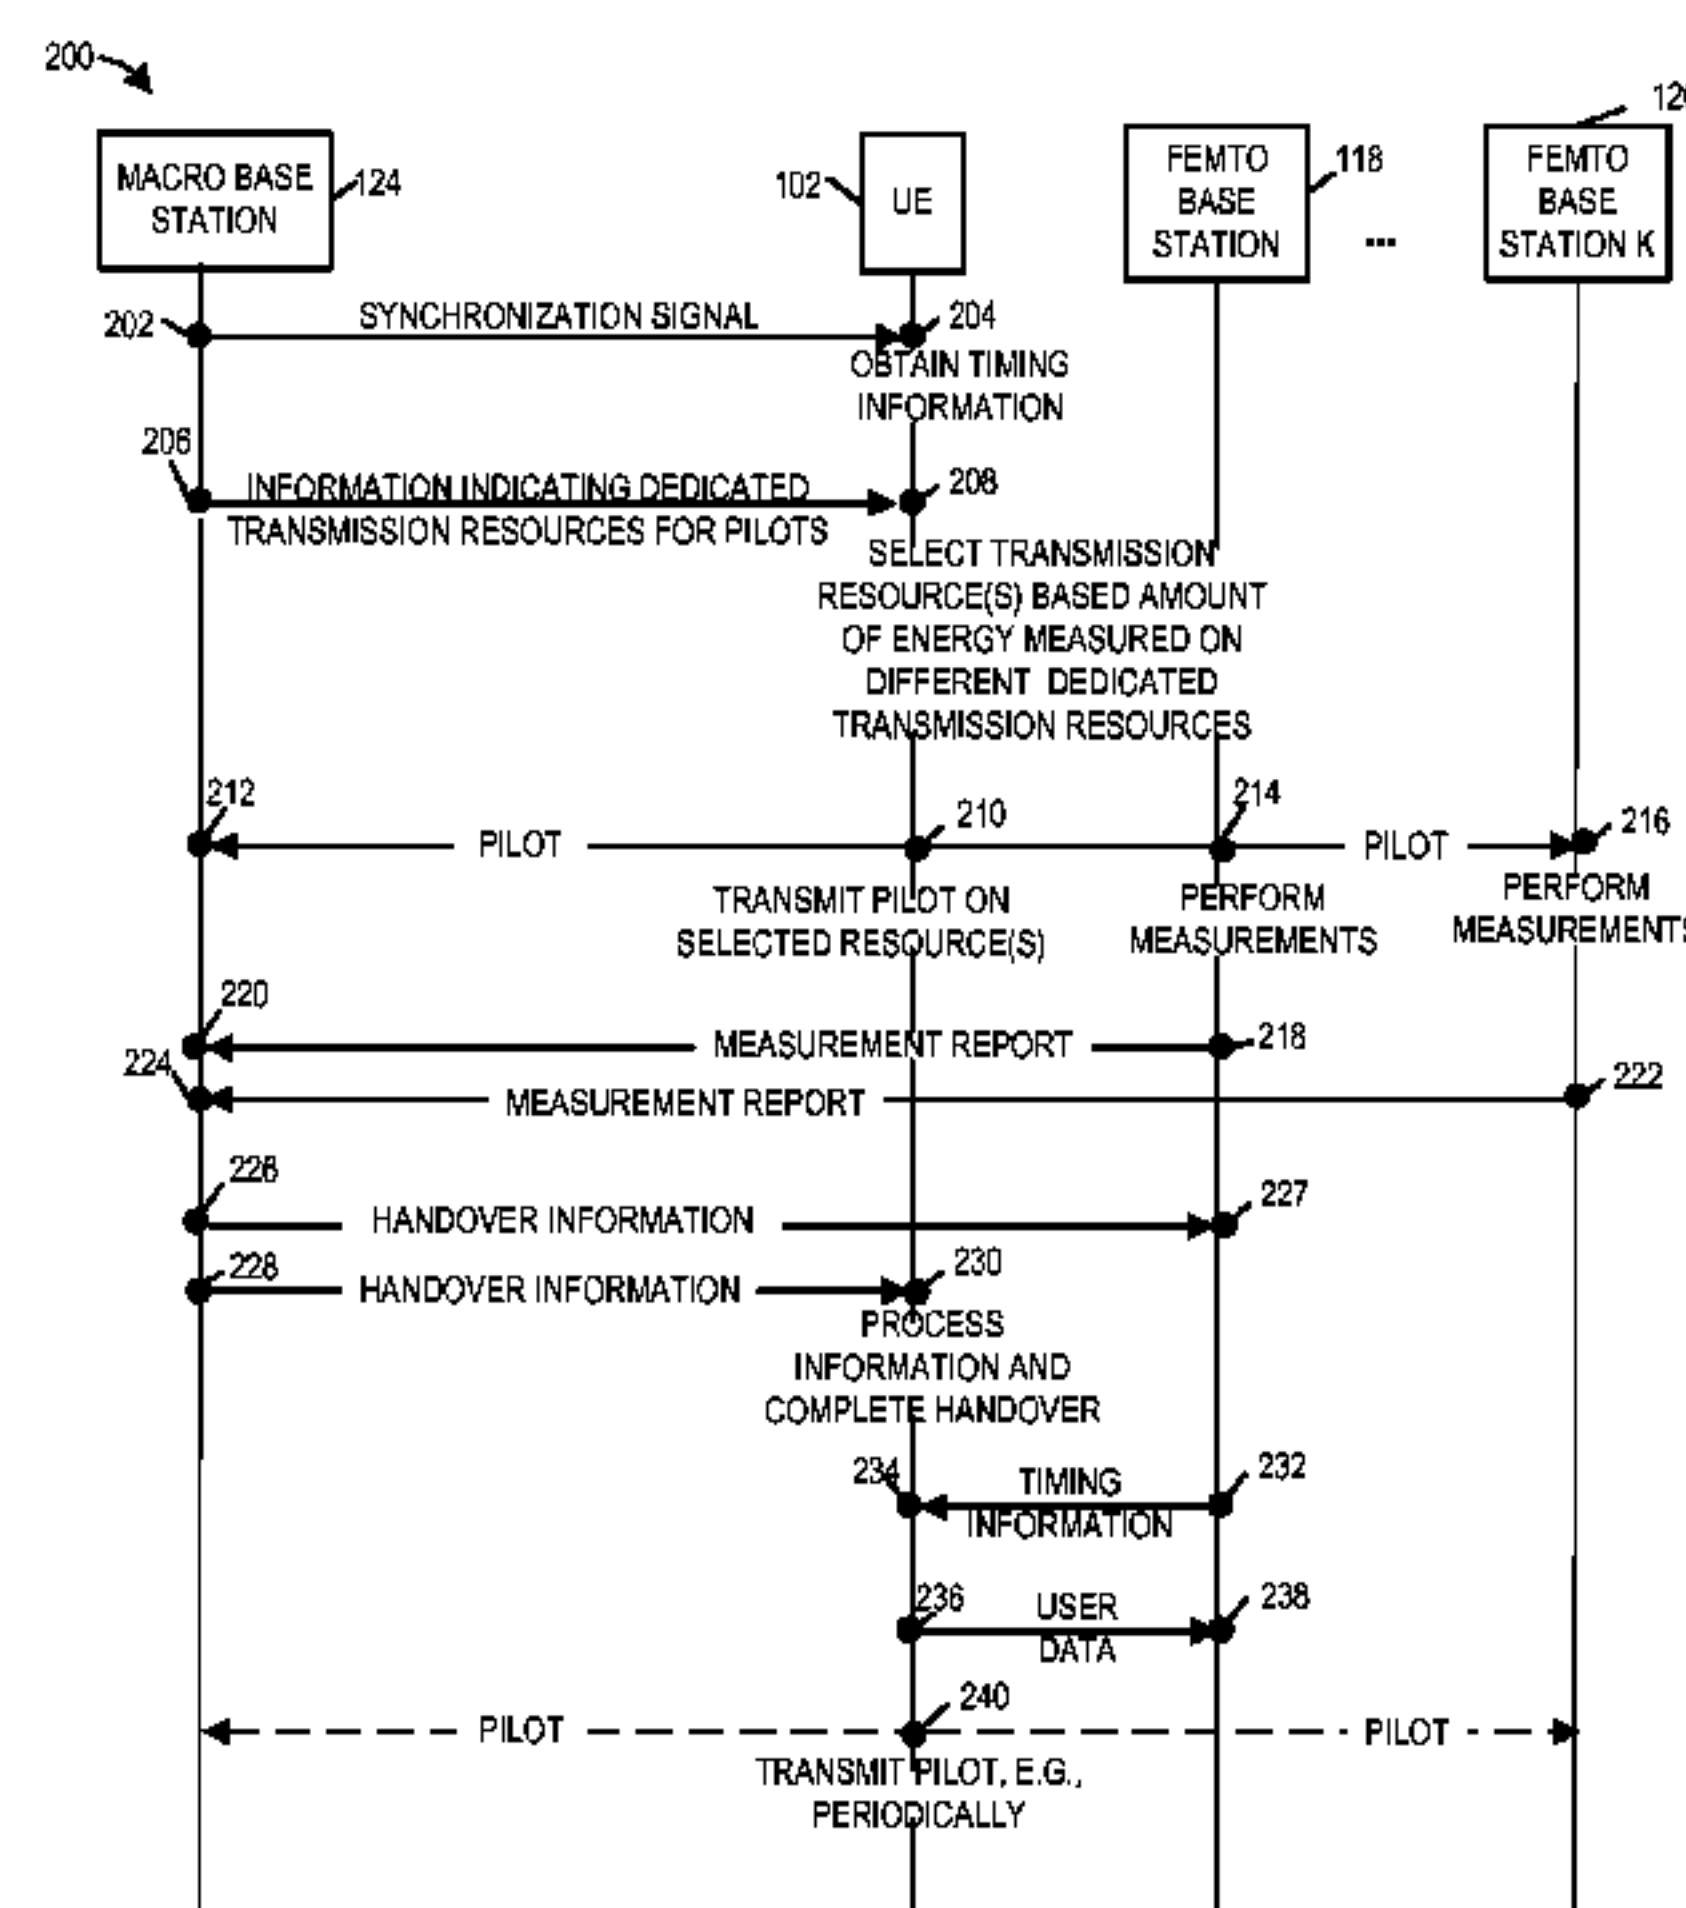 200
MACRO BASE
STATION
124
102
UE
FEMTO
BASE
STATION
118
...
FEMTO
BASE
STATION K
202
SYNCHRONIZATION SIGNAL
204
OBTAIN TIMING
INFORMATION
206
INFORMATION INDICATING DEDICATED
TRANSMISSION RESOURCES FOR PILOTS
208
SELECT TRANSMISSION
RESOURCE(S) BASED AMOUNT
OF ENERGY MEASURED ON
DIFFERENT DEDICATED
TRANSMISSION RESOURCES
212
PILOT
210
214
PILOT
216
TRANSMIT PILOT ON
SELECTED RESOURCE(S)
PERFORM
MEASUREMENTS
PERFORM
MEASUREMENTS
220
MEASUREMENT REPORT
218
224
MEASUREMENT REPORT
222
226
HANDOVER INFORMATION
227
228
HANDOVER INFORMATION
230
PROCESS
INFORMATION AND
COMPLETE HANDOVER
234
TIMING
INFORMATION
232
236
USER
DATA
238
PILOT
240
PILOT
TRANSMIT PILOT, E.G.,
PERIODICALLY